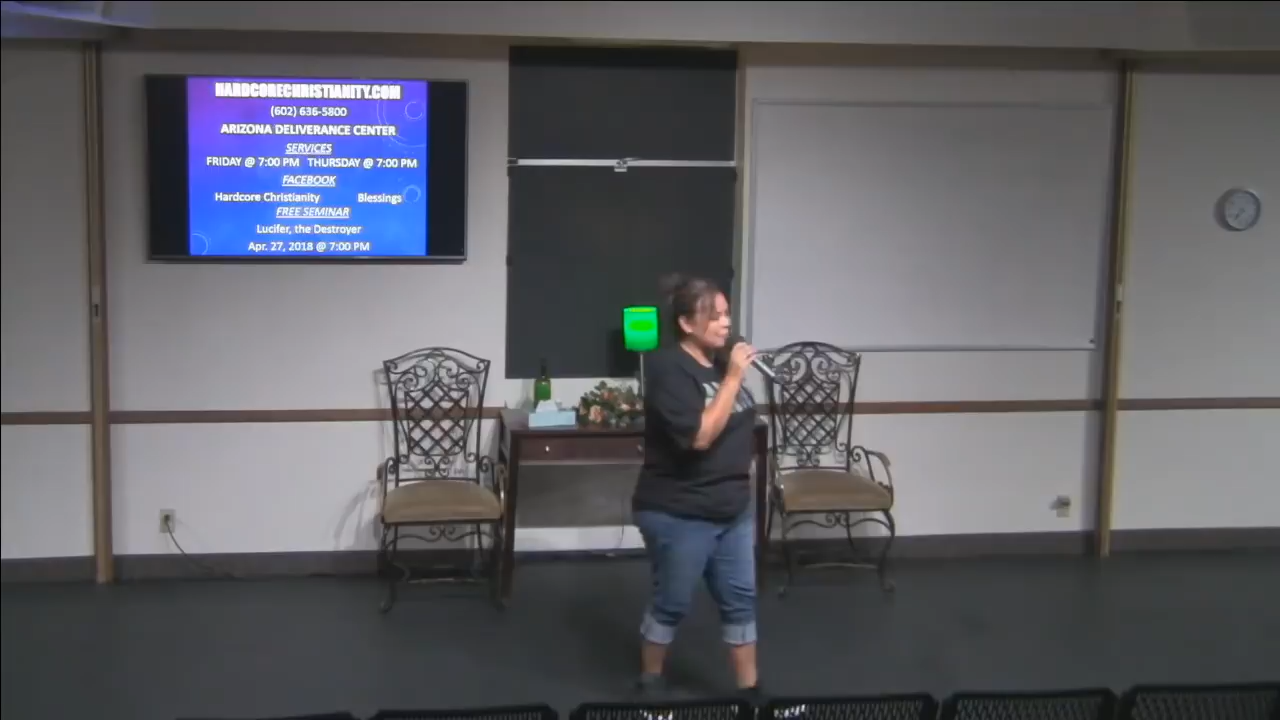 HARDCORECHRISTIANITY.COM
(602) 636-5800
ARIZONA DELIVERANCE CENTER
SERVICES
FRIDAY @ 7:00 PM THURSDAY @ 7:00 PM
FACEBOOK
Hardcore Christianity Blessings
FREE SEMINAR
Lucifer, the Destroyer
Apr. 27, 2018 @ 7:00 PM